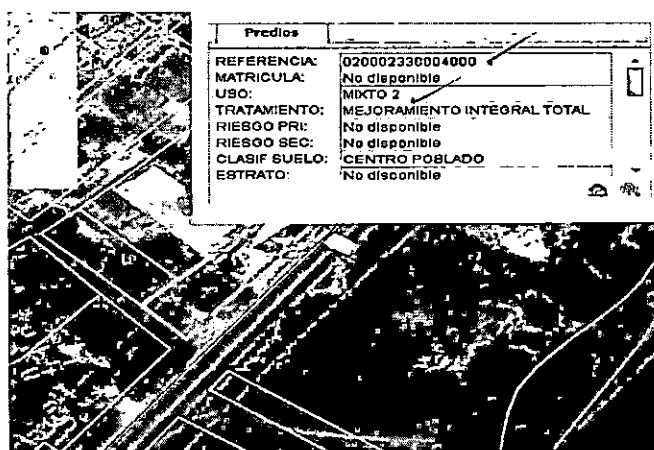 Predios
REFERENCIA: 020002330004000
MATRICULA: No disponible
USO: MIXTO 2
TRATAMIENTO: MEJORAMIENTO INTEGRAL TOTAL
RIESGO PRI: No disponible
RIESGO SEC: No disponible
CLASIF SUELO: CENTRO POBLADO
ESTRATO: No disponible